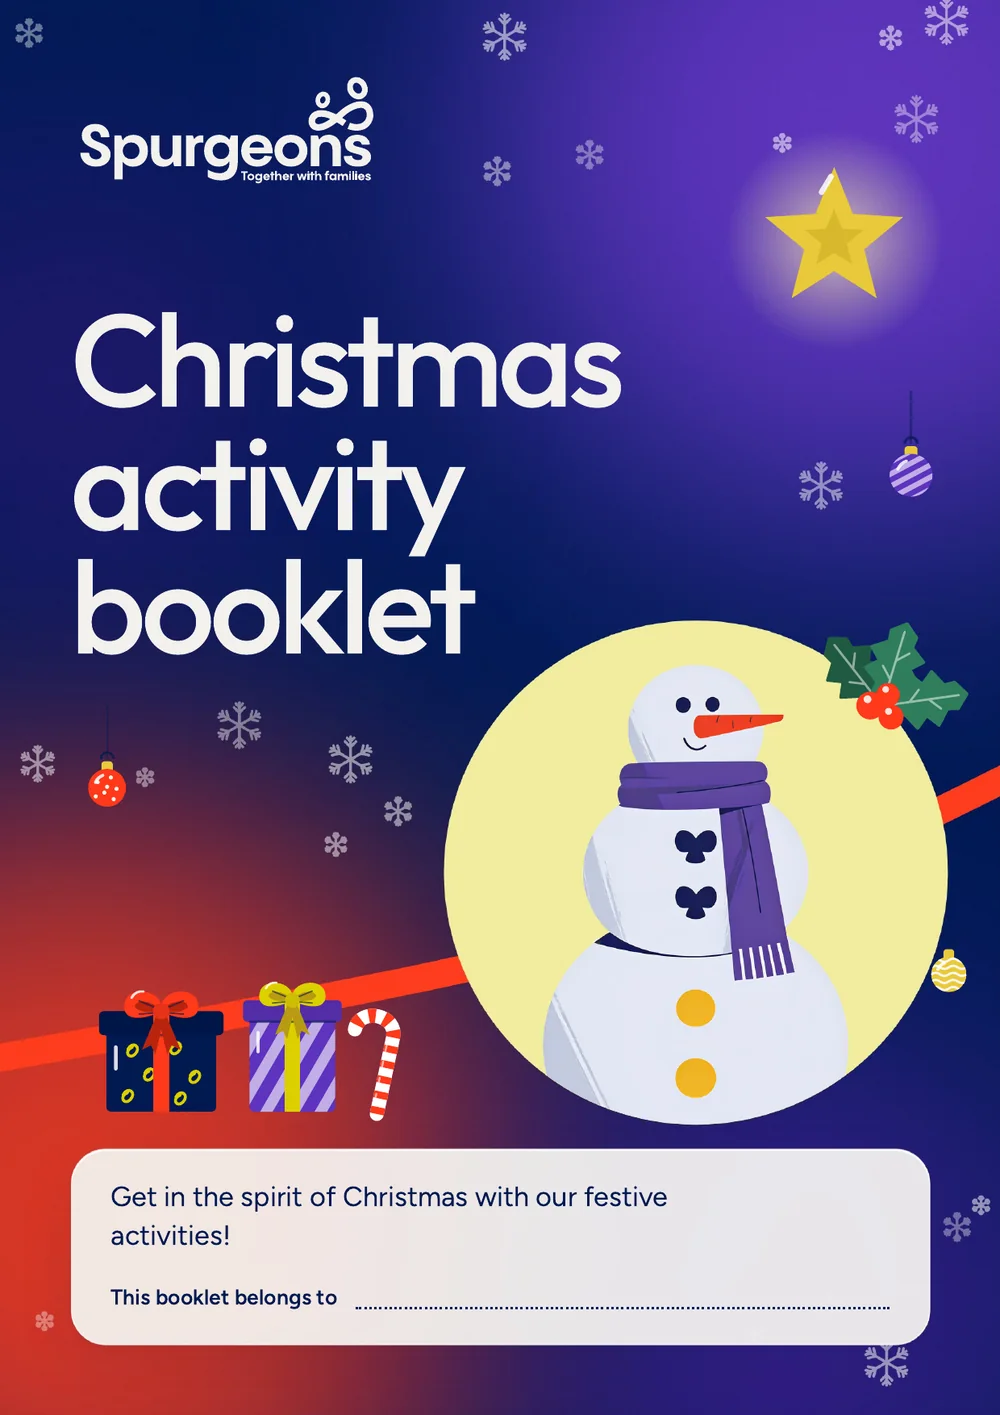 Spurgeons
Together with families
Christmas
activity
booklet
Get in the spirit of Christmas with our festive
activities!
This booklet belongs to